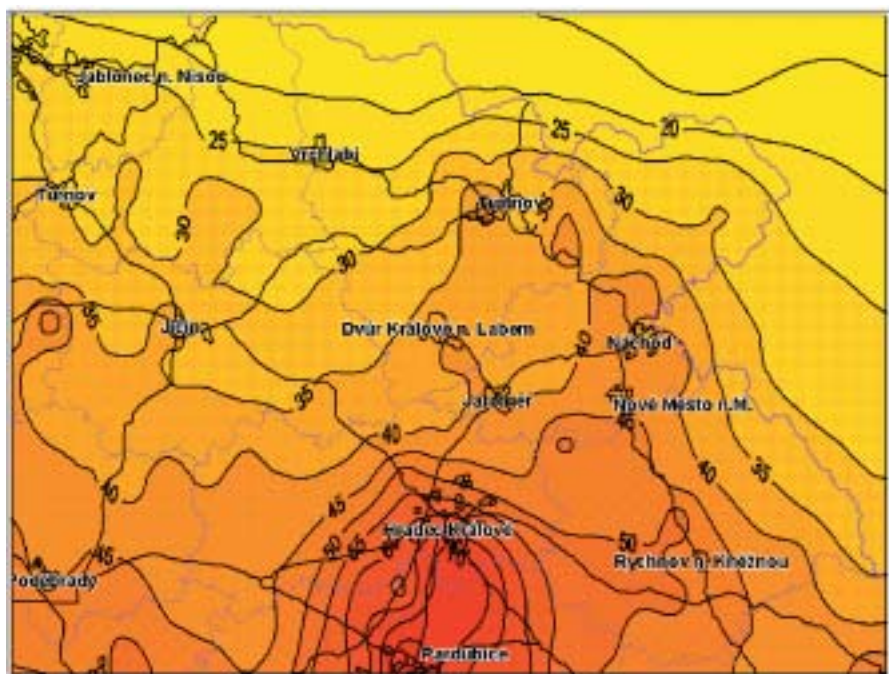 Jablonec n. Nisou
20
25
25
Vrchlabí
Turnov
30
30
Trutnov
30
35
Jičín
Dvůr Králové n. Labem
40
Náchod
35
Jaroměř
Nové Město n.M.
45
40
35
40
40
45
Hradec Králové
50
45
Rychnov n. Kněžnou
Poděbrady
Pardubice